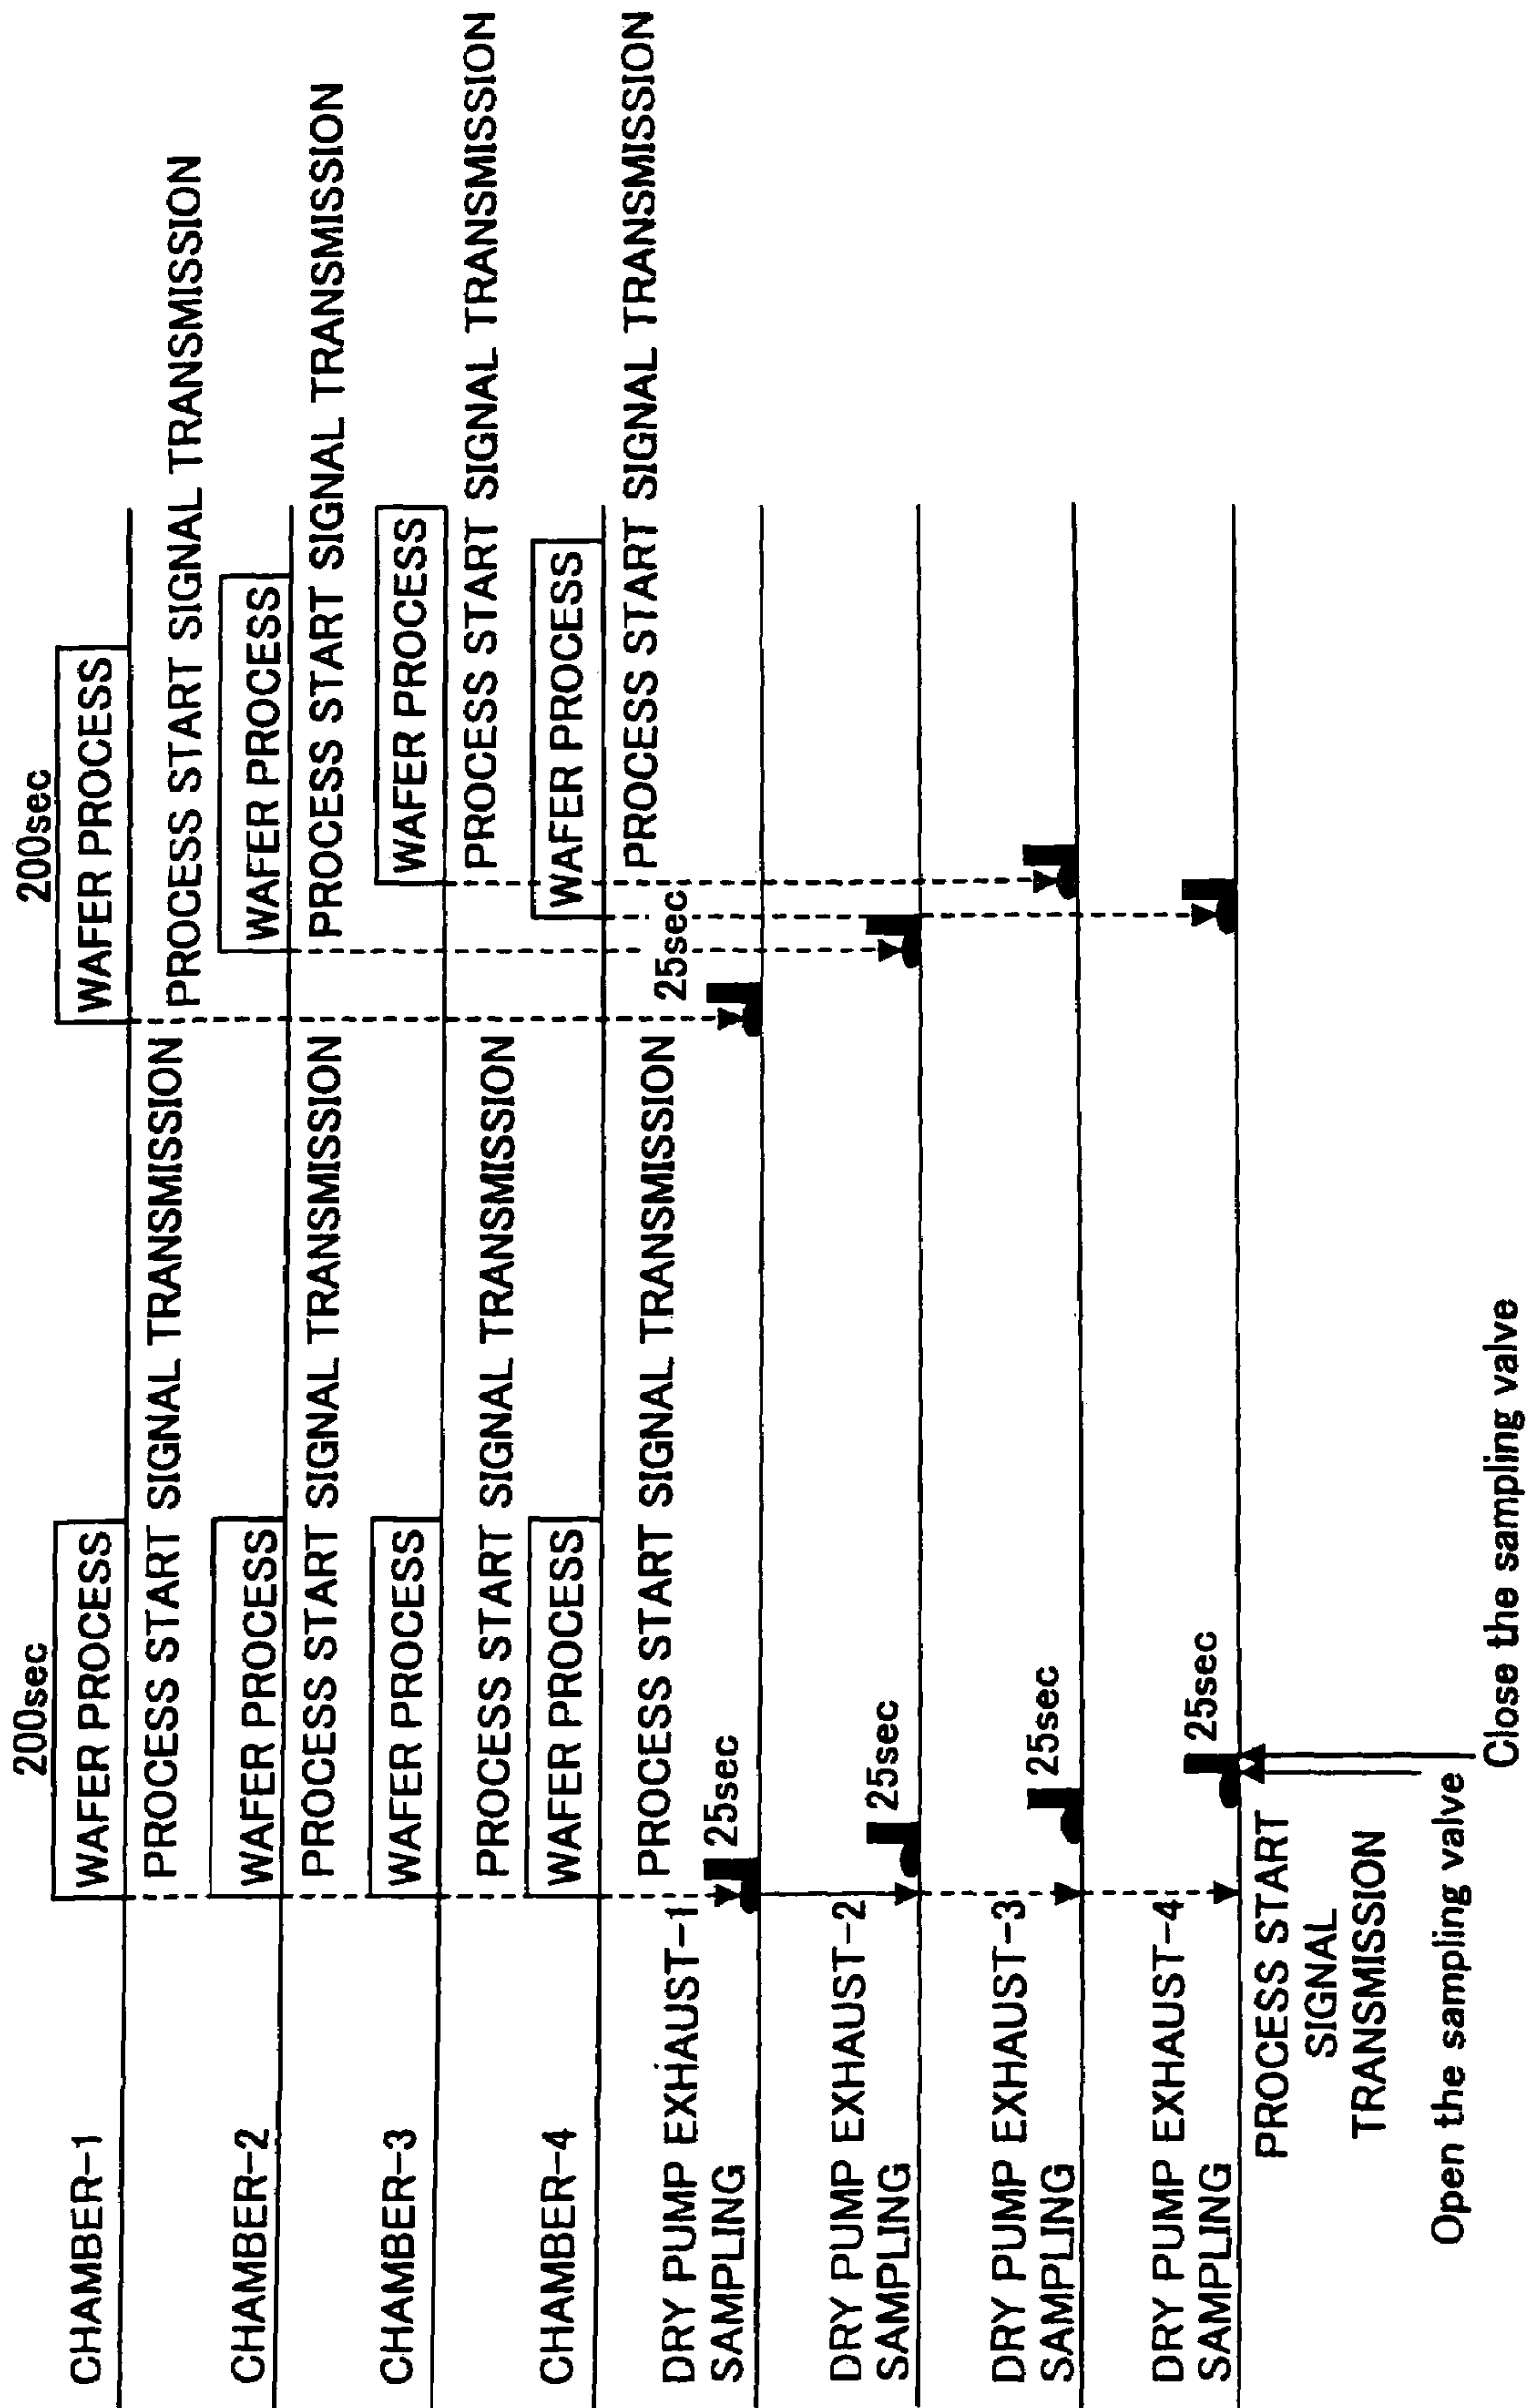 200sec
200sec
CHAMBER-1
WAFER PROCESS
WAFER PROCESS
PROCESS START SIGNAL TRANSMISSION
PROCESS START SIGNAL TRANSMISSION
CHAMBER-2
WAFER PROCESS
WAFER PROCESS
PROCESS START SIGNAL TRANSMISSION
PROCESS START SIGNAL TRANSMISSION
CHAMBER-3
WAFER PROCESS
WAFER PROCESS
PROCESS START SIGNAL TRANSMISSION
PROCESS START SIGNAL TRANSMISSION
CHAMBER-4
WAFER PROCESS
WAFER PROCESS
PROCESS START SIGNAL TRANSMISSION
PROCESS START SIGNAL TRANSMISSION
DRY PUMP EXHAUST-1
SAMPLING
25sec
25sec
DRY PUMP EXHAUST-2
SAMPLING
25sec
DRY PUMP EXHAUST-3
SAMPLING
25sec
DRY PUMP EXHAUST-4
SAMPLING
25sec
PROCESS START
SIGNAL
TRANSMISSION
Open the sampling valve
Close the sampling valve